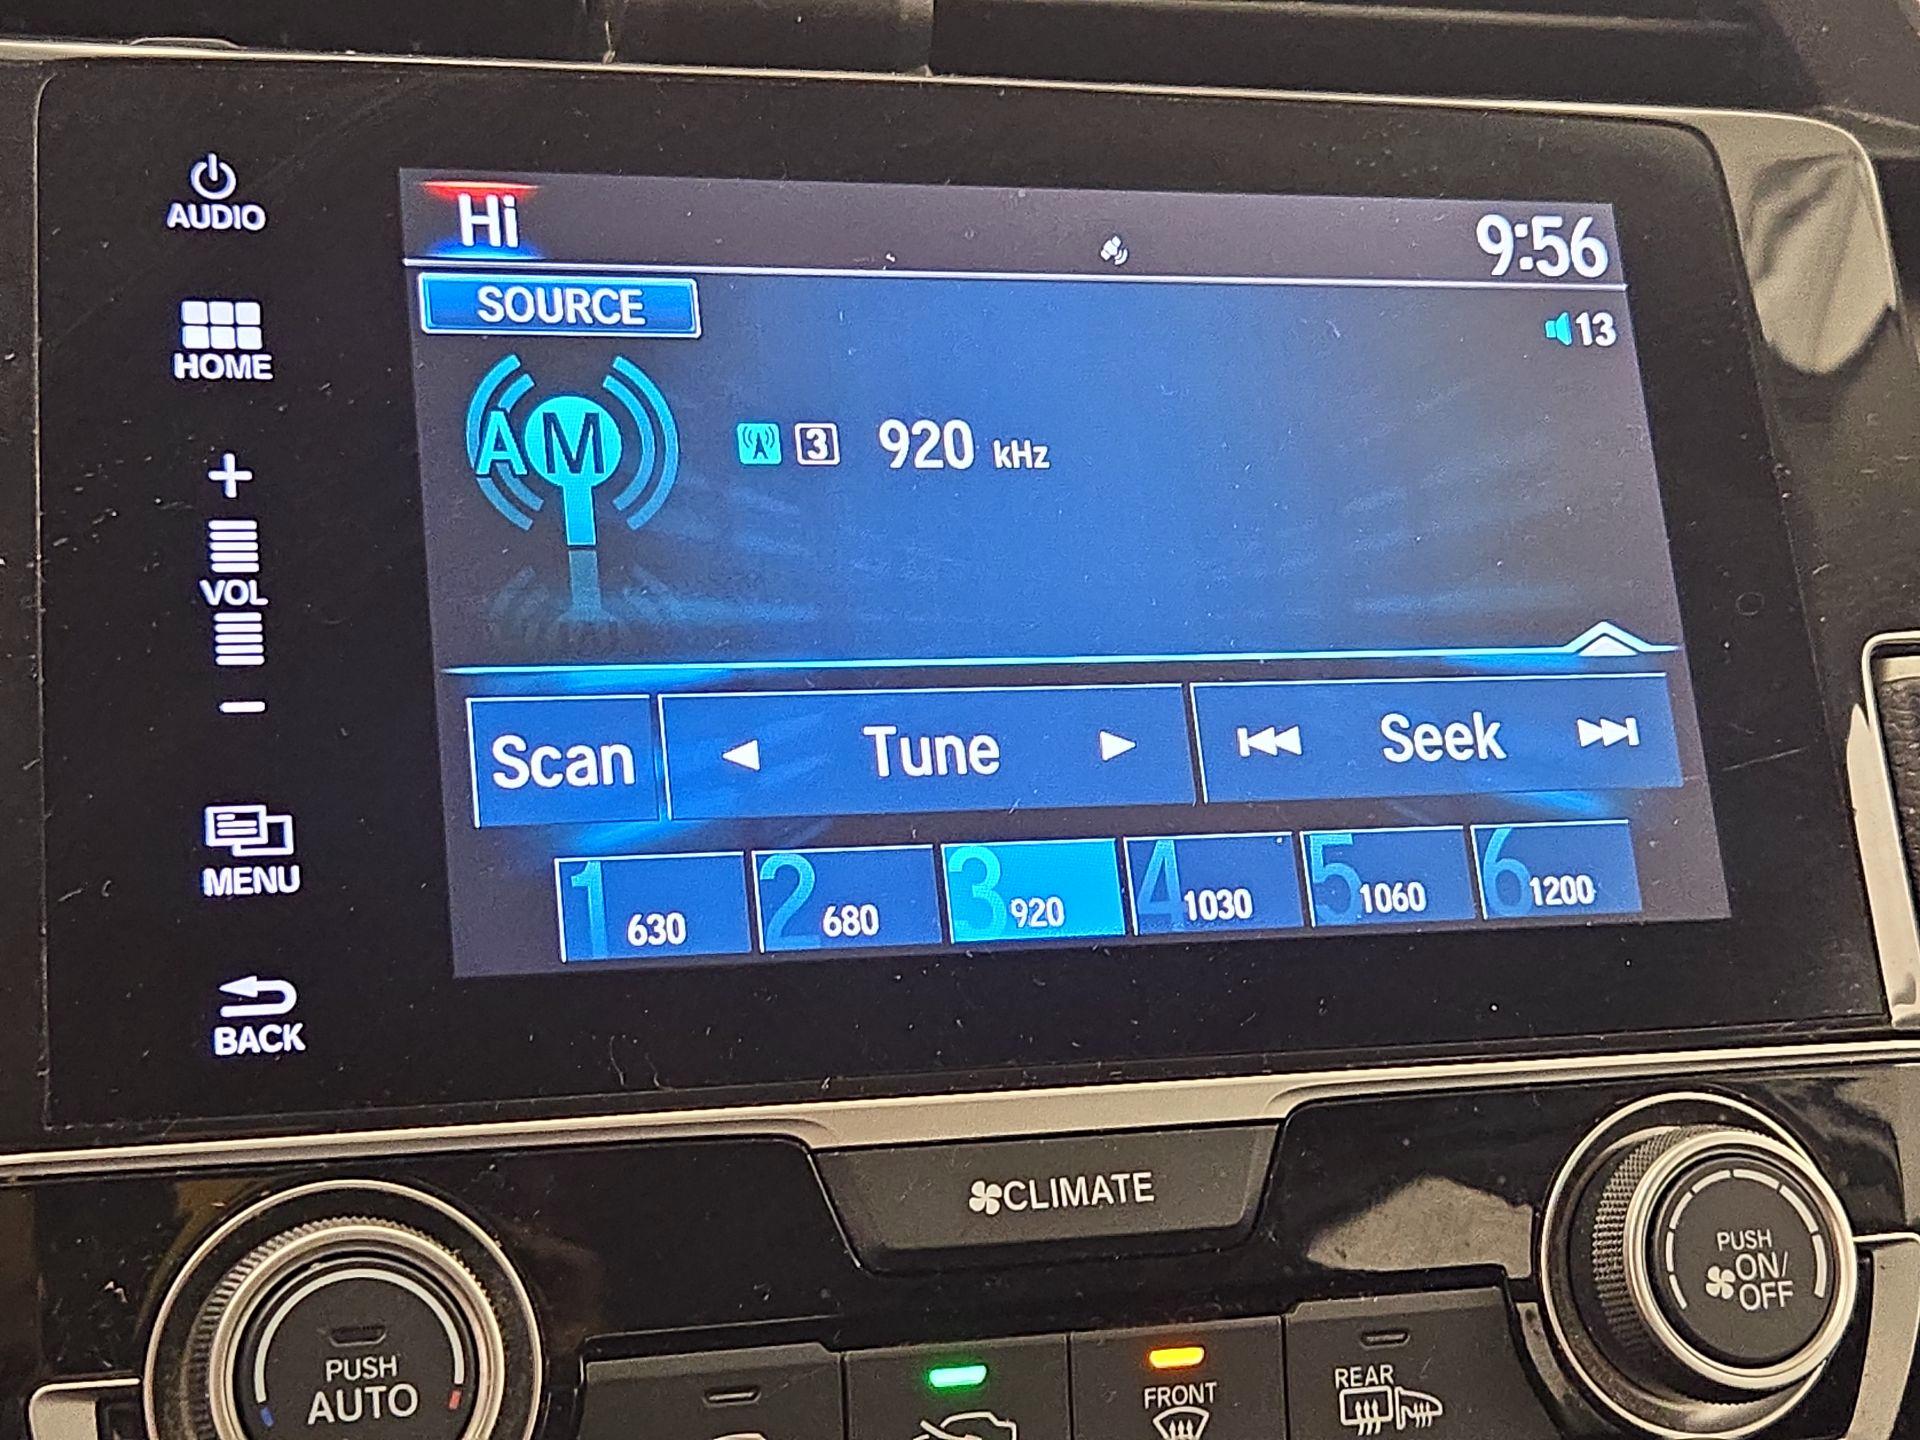 AUDIO
Hi
9:56
SOURCE
13
HOME
AM
3 920 kHz
VOL
Scan
Tune
Seek
MENU
1 630
2 680
3 920
4 1030
5 1060
6 1200
BACK
CLIMATE
PUSH
ON/
OFF
PUSH
AUTO
FRONT
REAR